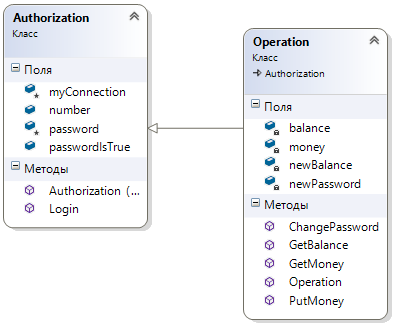 Authorization
Класс
Поля
myConnection
number
password
passwordIsTrue
Методы
Authorization (...
Login
Operation
Класс
Authorization
Поля
balance
money
newBalance
newPassword
Методы
ChangePassword
GetBalance
GetMoney
Operation
PutMoney